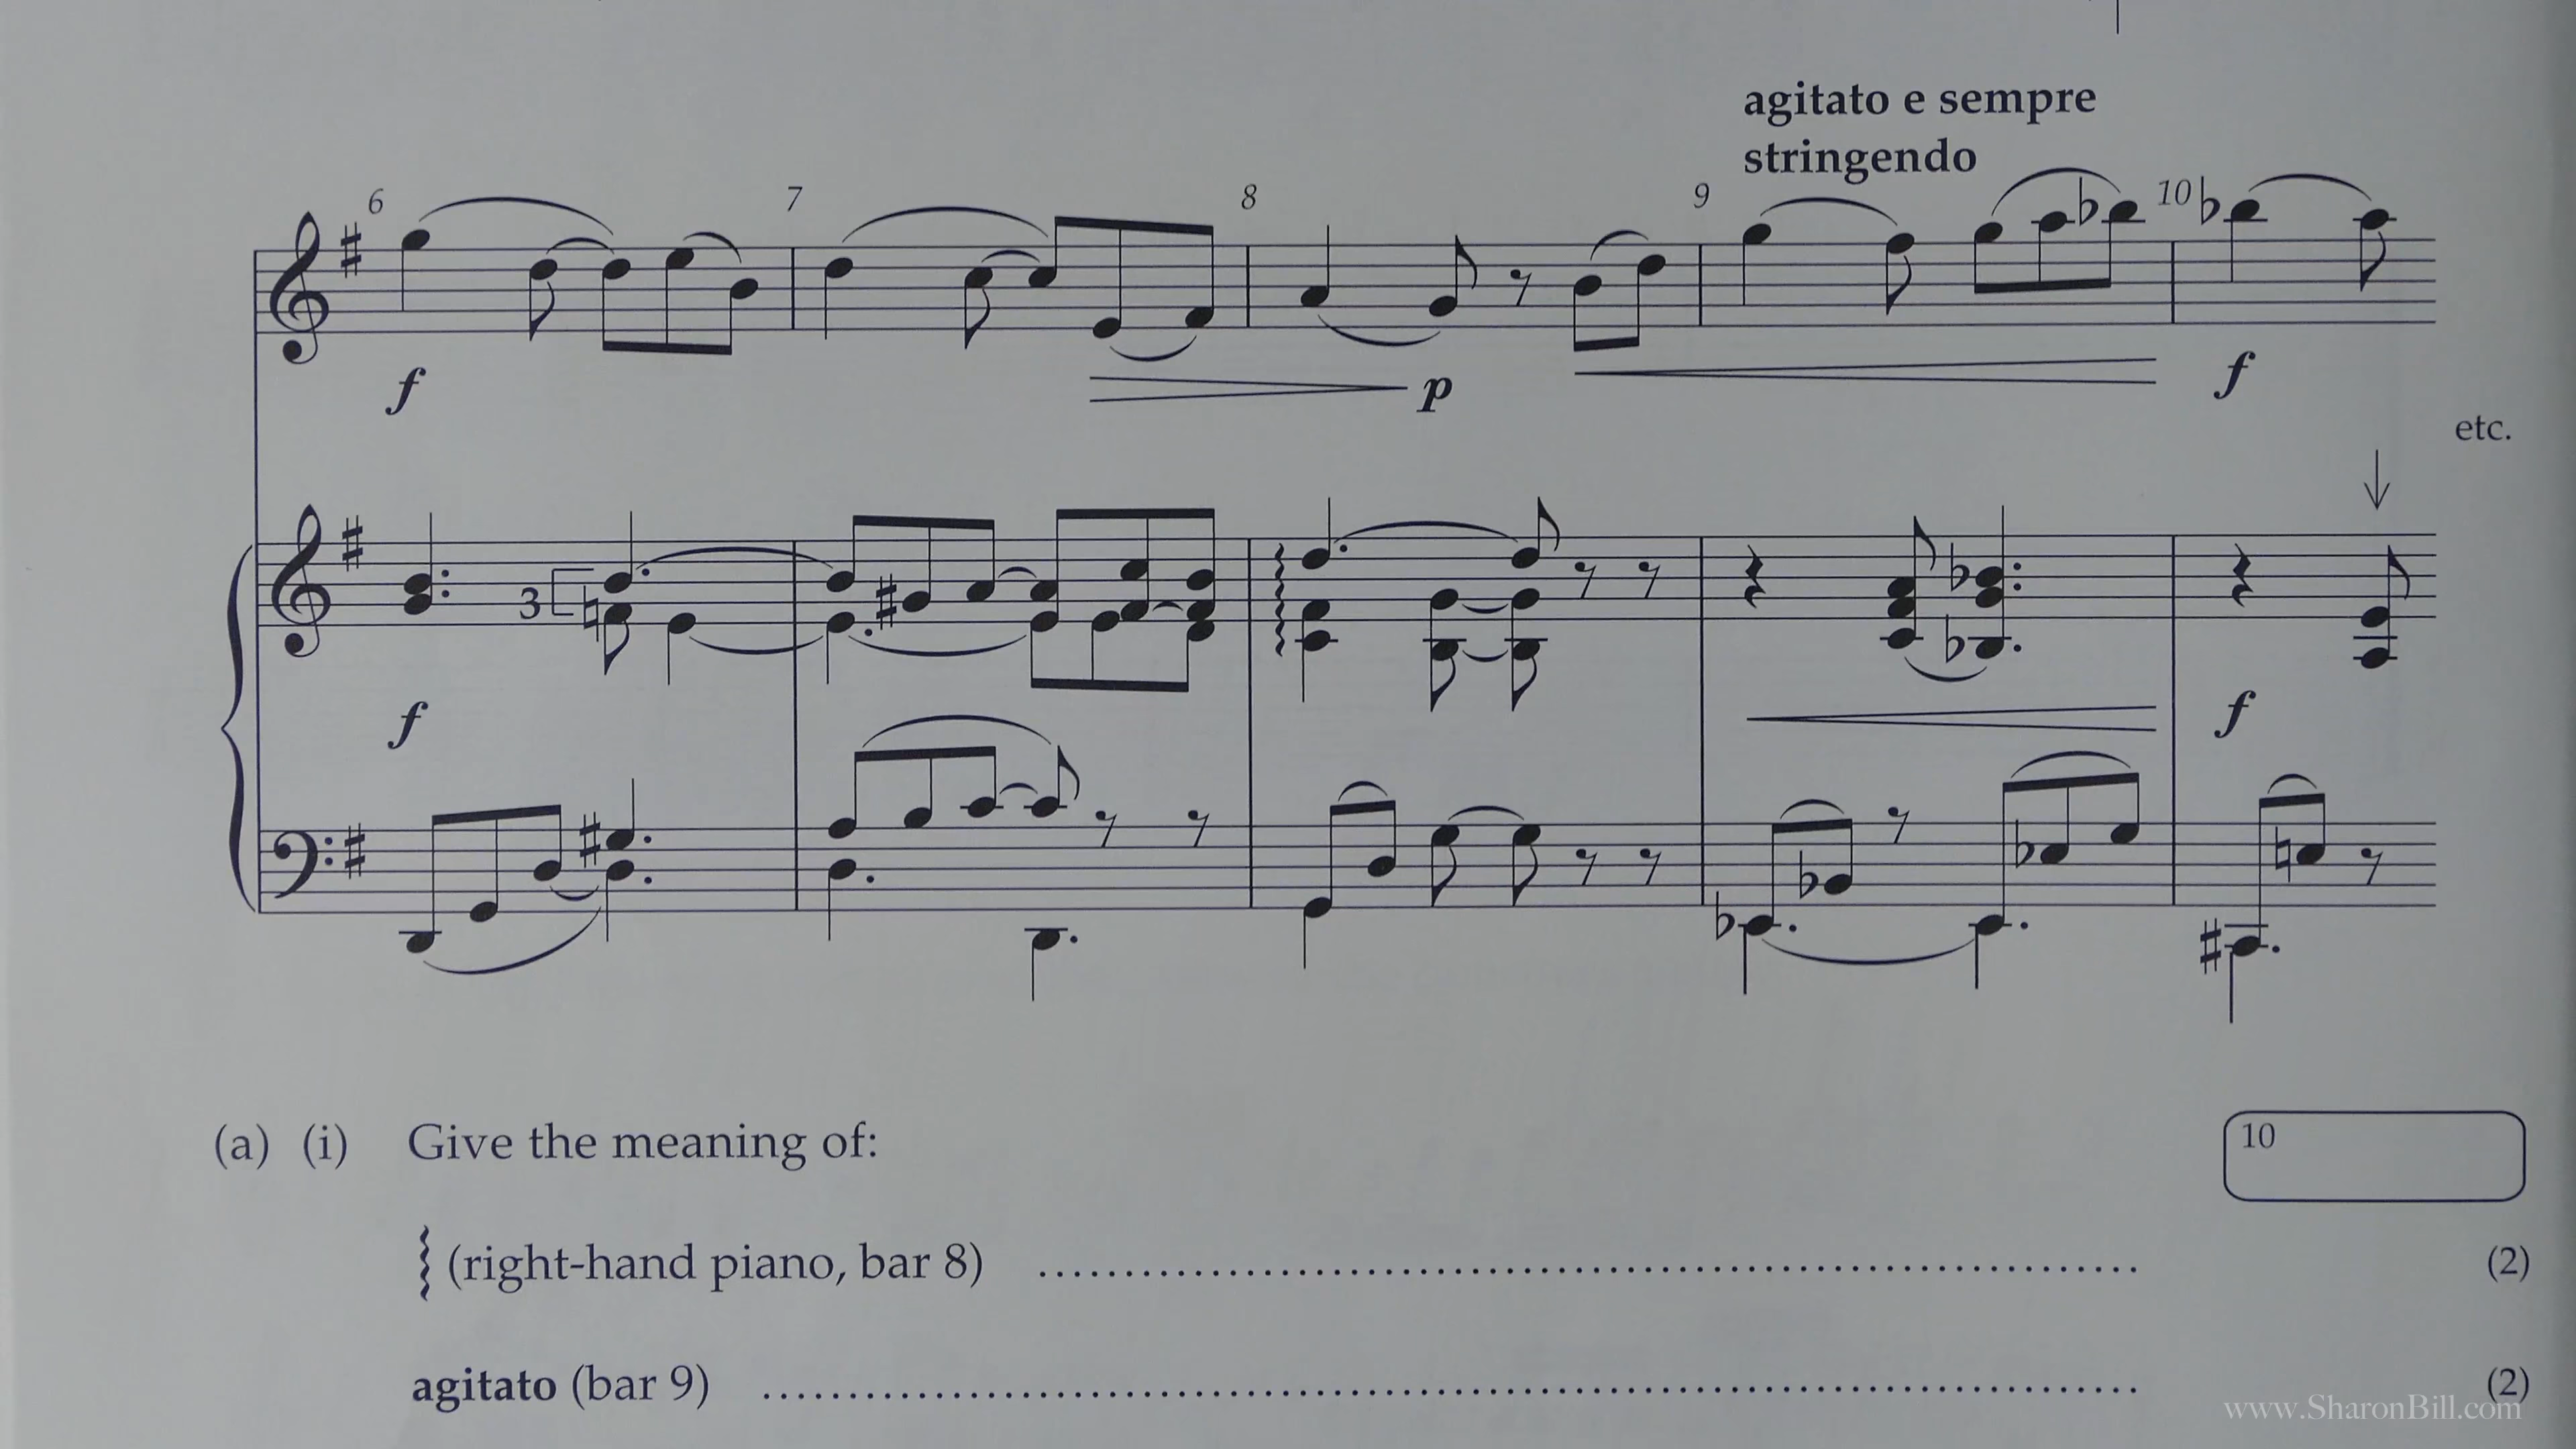 agitato e sempre
stringendo
6 7 8 9 10
f p f
etc.
3
f f
(a) (i) Give the meaning of:
10
(right-hand piano, bar 8) ........................................................ (2)
agitato (bar 9) ........................................................ (2)
www.SharonBill.com